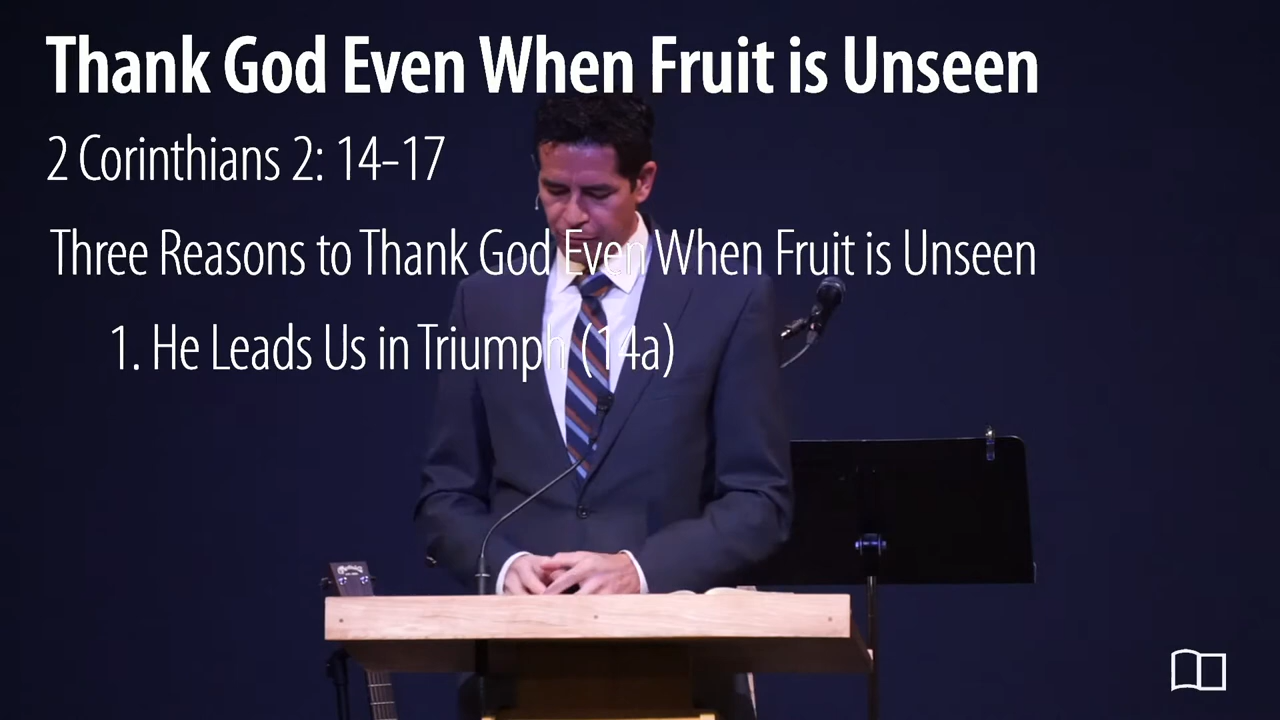 Thank God Even When Fruit is Unseen
2 Corinthians 2: 14-17
Three Reasons to Thank God Even When Fruit is Unseen
1. He Leads Us in Triumph (14a)